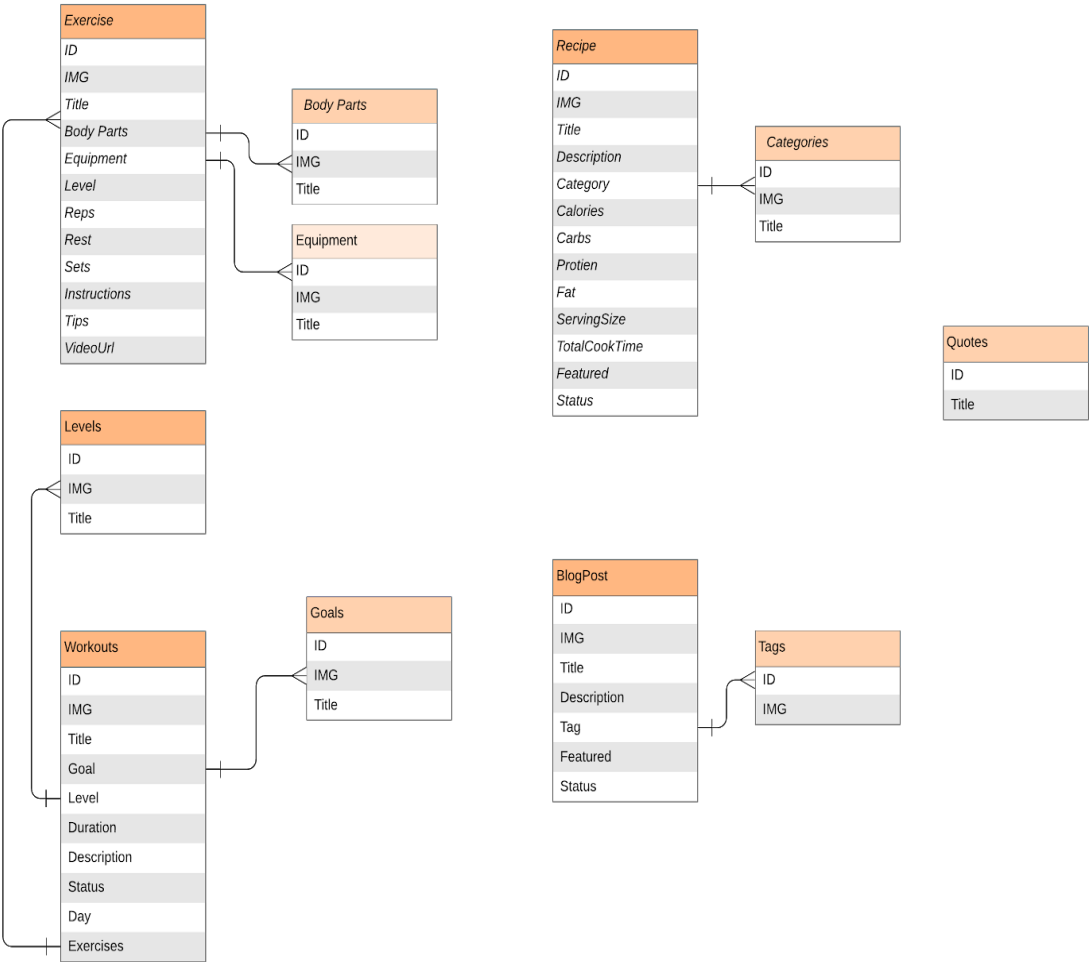 Exercise
ID
IMG
Title
Body Parts
Equipment
Level
Reps
Rest
Sets
Instructions
Tips
VideoUrl
Body Parts
ID
IMG
Title
Equipment
ID
IMG
Title
Recipe
ID
IMG
Title
Description
Category
Calories
Carbs
Protien
Fat
ServingSize
TotalCookTime
Featured
Status
Categories
ID
IMG
Title
Quotes
ID
Title
Levels
ID
IMG
Title
Workouts
ID
IMG
Title
Goal
Level
Duration
Description
Status
Day
Exercises
Goals
ID
IMG
Title
BlogPost
ID
IMG
Title
Description
Tag
Featured
Status
Tags
ID
IMG